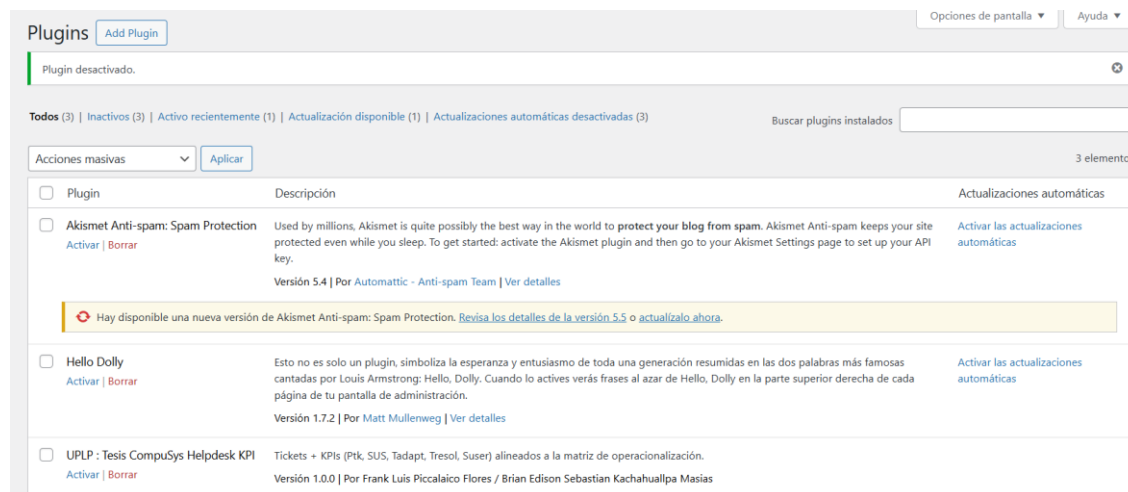 Opciones de pantalla ▼ Ayuda ▼
Plugins Add Plugin
Plugin desactivado.
Todos (3) | Inactivos (3) | Activo recientemente (1) | Actualización disponible (1) | Actualizaciones automáticas desactivadas (3)
Buscar plugins instalados
Acciones masivas Aplicar
3 elemento
Plugin Descripción Actualizaciones automáticas
Akismet Anti-spam: Spam Protection
Activar | Borrar
Used by millions, Akismet is quite possibly the best way in the world to protect your blog from spam. Akismet Anti-spam keeps your site
protected even while you sleep. To get started: activate the Akismet plugin and then go to your Akismet Settings page to set up your API
key.
Versión 5.4 | Por Automattic - Anti-spam Team | Ver detalles
Activar las actualizaciones
automáticas
Hay disponible una nueva versión de Akismet Anti-spam: Spam Protection. Revisa los detalles de la versión 5.5 o actualízalo ahora.
Hello Dolly
Activar | Borrar
Esto no es solo un plugin, simboliza la esperanza y entusiasmo de toda una generación resumidas en las dos palabras más famosas
cantadas por Louis Armstrong: Hello, Dolly. Cuando lo actives verás frases al azar de Hello, Dolly en la parte superior derecha de cada
página de tu pantalla de administración.
Versión 1.7.2 | Por Matt Mullenweg | Ver detalles
Activar las actualizaciones
automáticas
UPLP : Tesis CompuSys Helpdesk KPI
Activar | Borrar
Tickets + KPIs (Ptk, SUS, Tadapt, Tresol, Suser) alineados a la matriz de operacionalización.
Versión 1.0.0 | Por Frank Luis Piccalaico Flores / Brian Edison Sebastian Kachahuallpa Masias